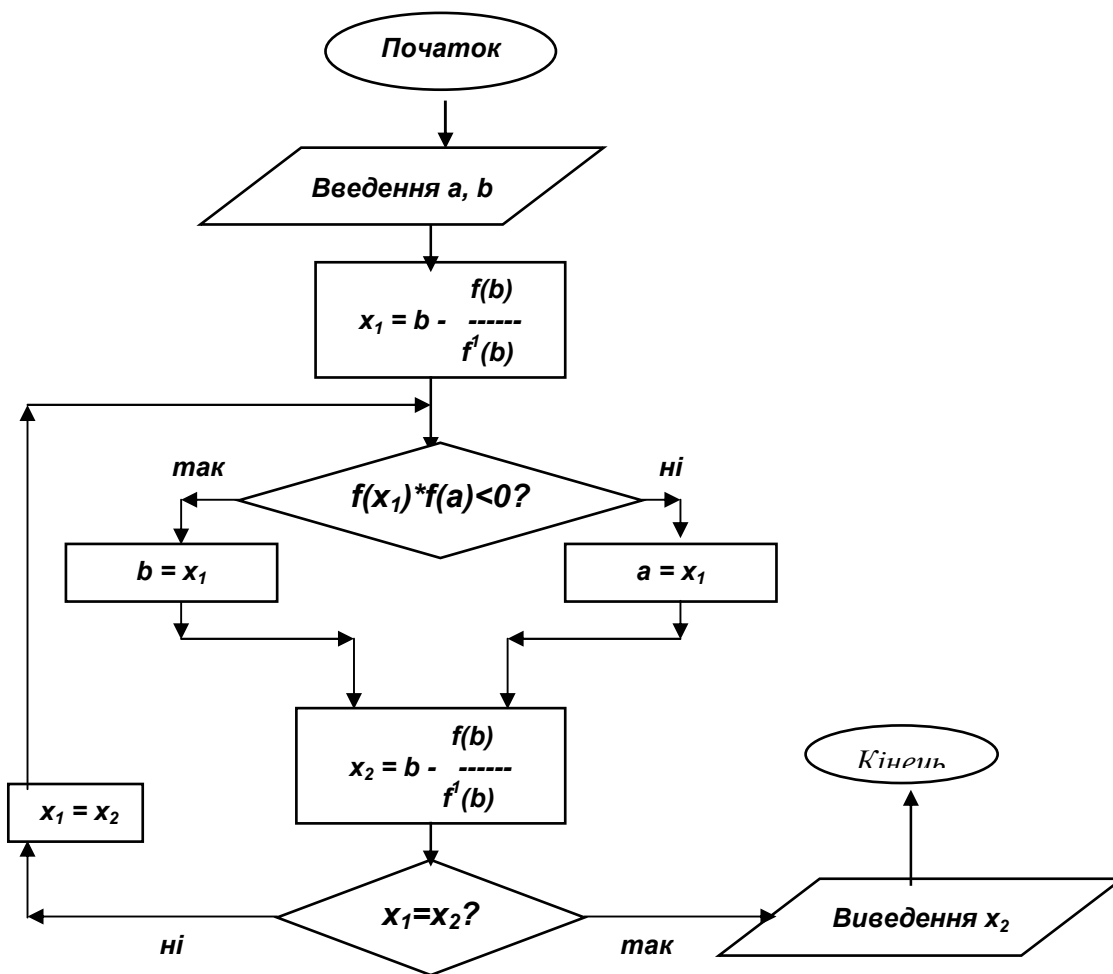 Початок
Введення a, b
f(b)
x₁ = b - ------
f¹(b)
так
ні
f(x₁)*f(a)<0?
b = x₁
a = x₁
f(b)
x₂ = b - ------
f¹(b)
Кінець
x₁ = x₂
x₁=x₂?
Виведення x₂
ні
так